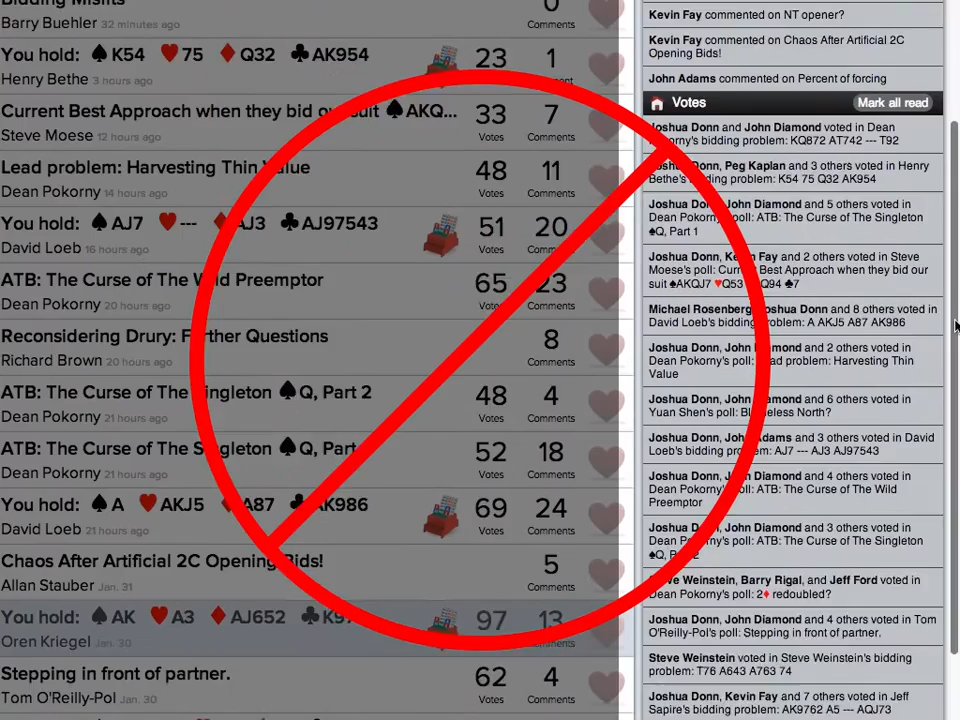 Bidding Misfits
0
Barry Buehler 32 minutes ago
Comments
You hold: ♠ K54 ♥ 75 ♦ Q32 ♣ AK954
23 1
Henry Bethe 3 hours ago
Votes
Current Best Approach when they bid our suit ♠AKQ...
33 7
Steve Moese 12 hours ago
Votes Comments
Lead problem: Harvesting Thin Value
48 11
Dean Pokorny 14 hours ago
Votes Comments
You hold: ♠ AJ7 ♥ --- ♦ AJ3 ♣ AJ97543
51 20
David Loeb 16 hours ago
Votes Comments
ATB: The Curse of The Wild Preemptor
65 23
Dean Pokorny 20 hours ago
Votes Comments
Reconsidering Drury: Further Questions
8
Richard Brown 20 hours ago
Comments
ATB: The Curse of The Singleton ♠Q, Part 2
48 4
Dean Pokorny 21 hours ago
Votes Comments
ATB: The Curse of The Singleton ♠Q, Part
52 18
Dean Pokorny 21 hours ago
Votes Comments
You hold: ♠ A ♥ AKJ5 ♦ A87 ♣ AK986
69 24
David Loeb 21 hours ago
Votes Comments
Chaos After Artificial 2C Opening Bids!
5
Allan Stauber Jan. 31
Comments
You hold: ♠ AK ♥ A3 ♦ AJ652 ♣
97 13
Oren Kriegel Jan. 30
Stepping in front of partner.
62 4
Tom O'Reilly-Pol Jan. 30
Votes Comments
Kevin Fay commented on NT opener?
Kevin Fay commented on Chaos After Artificial 2C
Opening Bids!
John Adams commented on Percent of forcing
Votes Mark all read
Joshua Donn and John Diamond voted in Dean
Pokorny's bidding problem: KQ872 AT742 --- T92
Joshua Donn, Peg Kaplan and 3 others voted in Henry
Bethe's bidding problem: K54 75 Q32 AK954
Joshua Donn, John Diamond and 5 others voted in
Dean Pokorny's poll: ATB: The Curse of The Singleton
♠Q, Part 1
Joshua Donn, Kevin Fay and 2 others voted in Steve
Moese's poll: Current Best Approach when they bid our
suit ♠AKQJ7 ♥Q53 ♦Q94 ♣7
Michael Rosenberg, Joshua Donn and 8 others voted in
David Loeb's bidding problem: A AKJ5 A87 AK986
Joshua Donn, John Diamond and 2 others voted in
Dean Pokorny's poll: Lead problem: Harvesting Thin
Value
Joshua Donn, John Diamond and 6 others voted in
Yuan Shen's poll: Blameless North?
Joshua Donn, John Adams and 3 others voted in David
Loeb's bidding problem: AJ7 --- AJ3 AJ97543
Joshua Donn, John Diamond and 4 others voted in
Dean Pokorny's poll: ATB: The Curse of The Wild
Preemptor
Joshua Donn, John Diamond and 3 others voted in
Dean Pokorny's poll: ATB: The Curse of The Singleton
♠Q, Part 2
Steve Weinstein, Barry Rigal, and Jeff Ford voted in
Dean Pokorny's poll: 2♦ redoubled?
Joshua Donn, John Diamond and 4 others voted in Tom
O'Reilly-Pol's poll: Stepping in front of partner.
Steve Weinstein voted in Steve Weinstein's bidding
problem: T76 A643 A763 74
Joshua Donn, Kevin Fay and 7 others voted in Jeff
Sapire's bidding problem: AK9762 A5 --- AQJ73